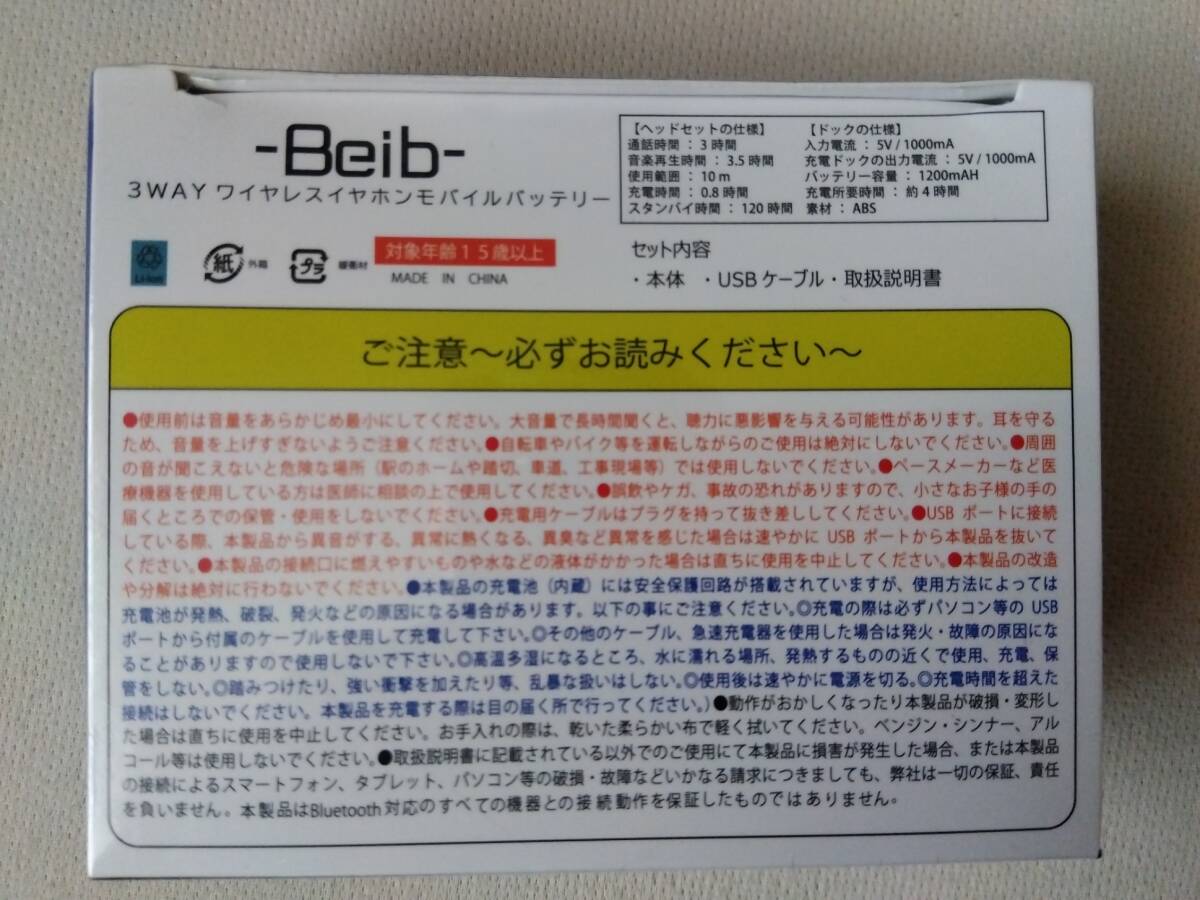 -Beib-
3WAY ワイヤレスイヤホンモバイルバッテリー
【ヘッドセットの仕様】
通話時間：3時間
音楽再生時間：3.5時間
使用範囲：10m
充電時間：0.8時間
スタンバイ時間：120時間
【ドックの仕様】
入力電流：5V / 1000mA
充電ドックの出力電流：5V / 1000mA
バッテリー容量：1200mAH
充電所要時間：約4時間
素材：ABS
Li-ion
紙 外箱
プラ 緩衝材
対象年齢15歳以上
MADE IN CHINA
セット内容
・本体 ・USBケーブル・取扱説明書
ご注意～必ずお読みください～
●使用前は音量をあらかじめ最小にしてください。大音量で長時間聞くと、聴力に悪影響を与える可能性があります。耳を守る
ため、音量を上げすぎないようご注意ください。●自転車やバイク等を運転しながらのご使用は絶対にしないでください。●周囲
の音が聞こえないと危険な場所（駅のホームや踏切、車道、工事現場等）では使用しないでください。●ペースメーカーなど医
療機器を使用している方は医師に相談の上で使用してください。●誤飲やケガ、事故の恐れがありますので、小さなお子様の手の
届くところでの保管・使用をしないでください。●充電用ケーブルはプラグを持って抜き差ししてください。●USB ポートに接続
している際、本製品から異音がする、異常に熱くなる、異臭など異常を感じた場合は速やかに USB ポートから本製品を抜いて
ください。●本製品の接続口に燃えやすいものや水などの液体がかかった場合は直ちに使用を中止してください。●本製品の改造
や分解は絶対に行わないでください。●本製品の充電池（内蔵）には安全保護回路が搭載されていますが、使用方法によっては
充電池が発熱、破裂、発火などの原因になる場合があります。以下の事にご注意ください。◎充電の際は必ずパソコン等の USB
ポートから付属のケーブルを使用して充電して下さい。◎その他のケーブル、急速充電器を使用した場合は発火・故障の原因にな
ることがありますので使用しないで下さい。◎高温多湿になるところ、水に濡れる場所、発熱するものの近くで使用、充電、保
管をしない。◎踏みつけたり、強い衝撃を加えたり等、乱暴な扱いはしない。◎使用後は速やかに電源を切る。◎充電時間を超えた
接続はしないでください。本製品を充電する際は目の届く所で行ってください。）●動作がおかしくなったり本製品が破損・変形し
た場合は直ちに使用を中止してください。お手入れの際は、乾いた柔らかい布で軽く拭いてください。ベンジン・シンナー、アル
コール等は使用しないでください。●取扱説明書に記載されている以外でのご使用にて本製品に損害が発生した場合、または本製品
の接続によるスマートフォン、タブレット、パソコン等の破損・故障などいかなる請求につきましても、弊社は一切の保証、責任
を負いません。本製品はBluetooth対応のすべての機器との接続動作を保証したものではありません。